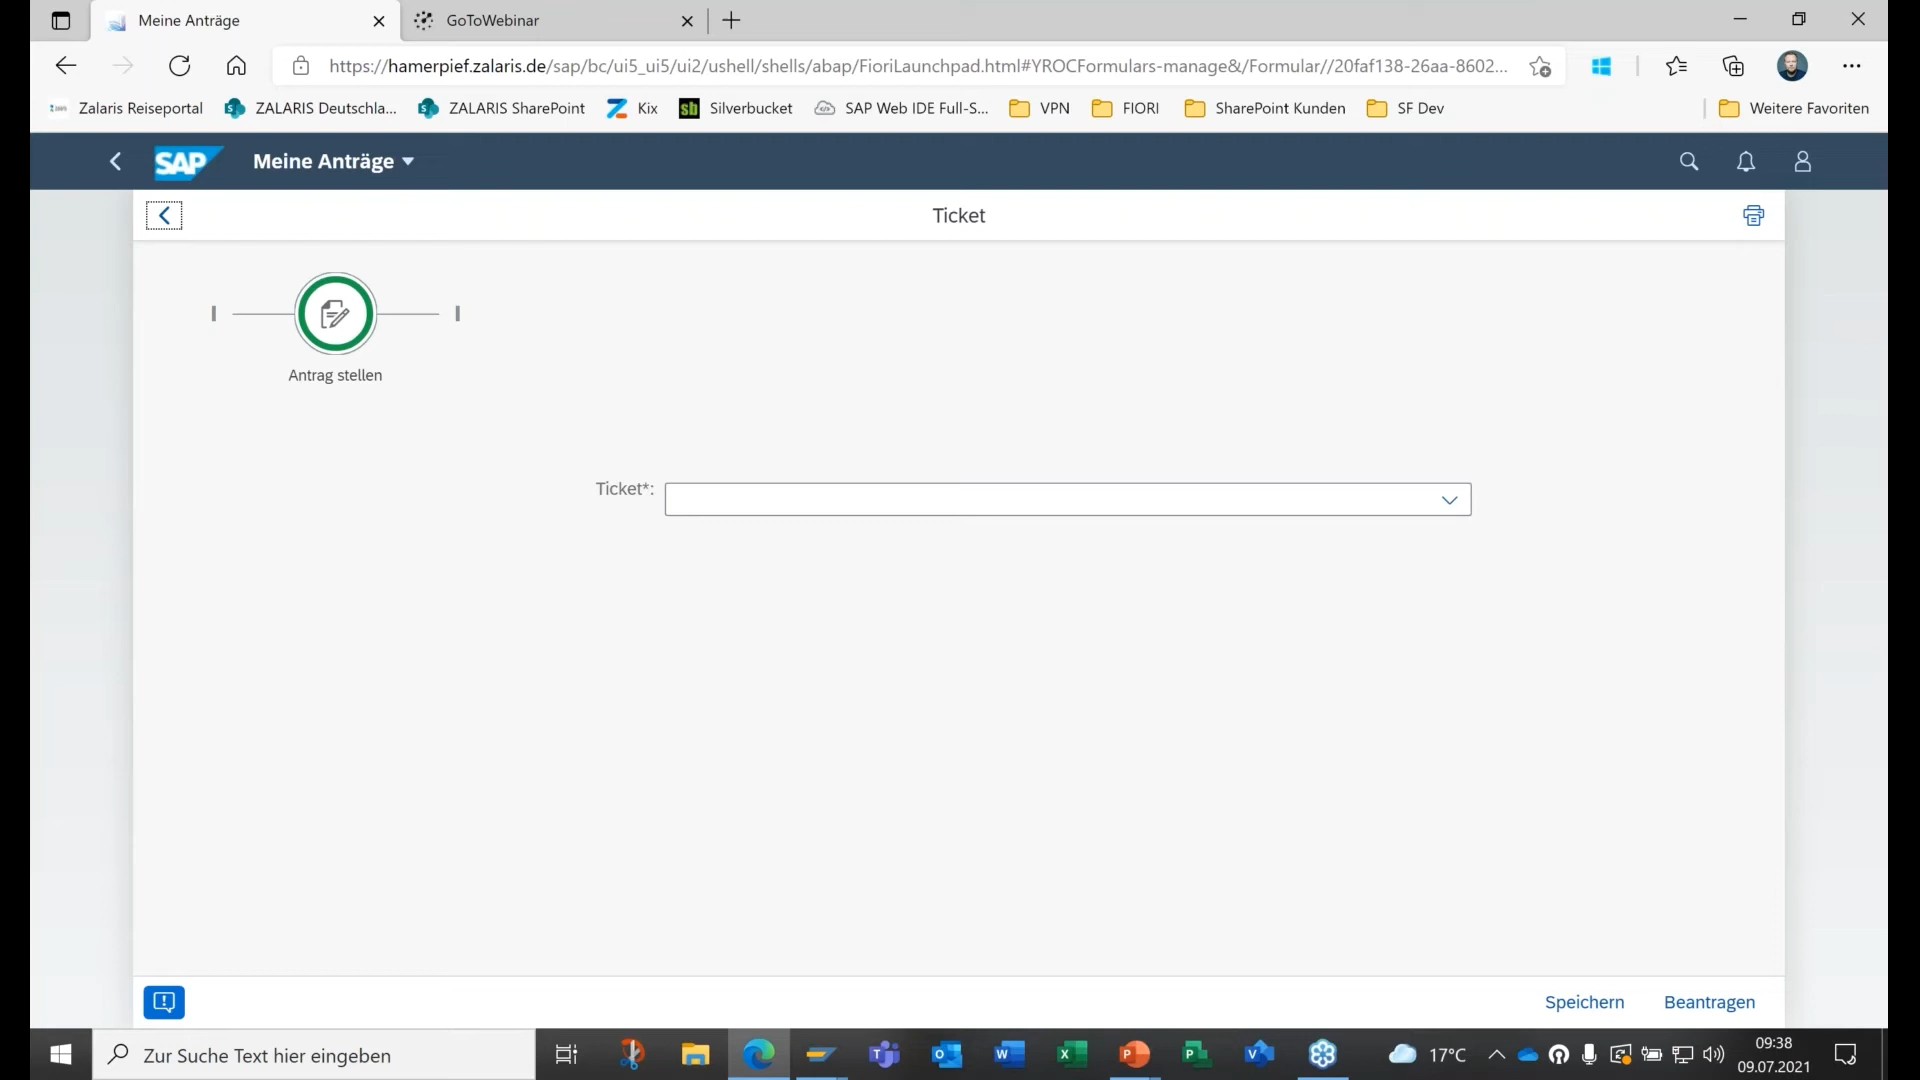 Meine Anträge
GoToWebinar
https://hamerpief.zalaris.de/sap/bc/ui5_ui5/ui2/ushell/shells/abap/FioriLaunchpad.html#YROCFormulars-manage&/Formular//20faf138-26aa-8602...
Zalaris Reiseportal
ZALARIS Deutschla...
ZALARIS SharePoint
Kix
sb Silverbucket
SAP Web IDE Full-S...
VPN
FIORI
SharePoint Kunden
SF Dev
Weitere Favoriten
SAP
Meine Anträge
Ticket
Antrag stellen
Ticket*:
Speichern
Beantragen
Zur Suche Text hier eingeben
17°C
09:38
09.07.2021